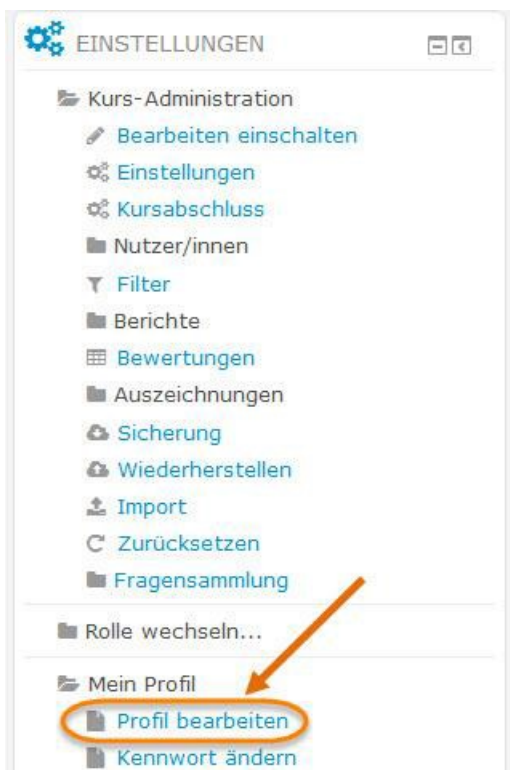 EINSTELLUNGEN
Kurs-Administration
Bearbeiten einschalten
Einstellungen
Kursabschluss
Nutzer/innen
Filter
Berichte
Bewertungen
Auszeichnungen
Sicherung
Wiederherstellen
Import
Zurücksetzen
Fragensammlung
Rolle wechseln...
Mein Profil
Profil bearbeiten
Kennwort ändern